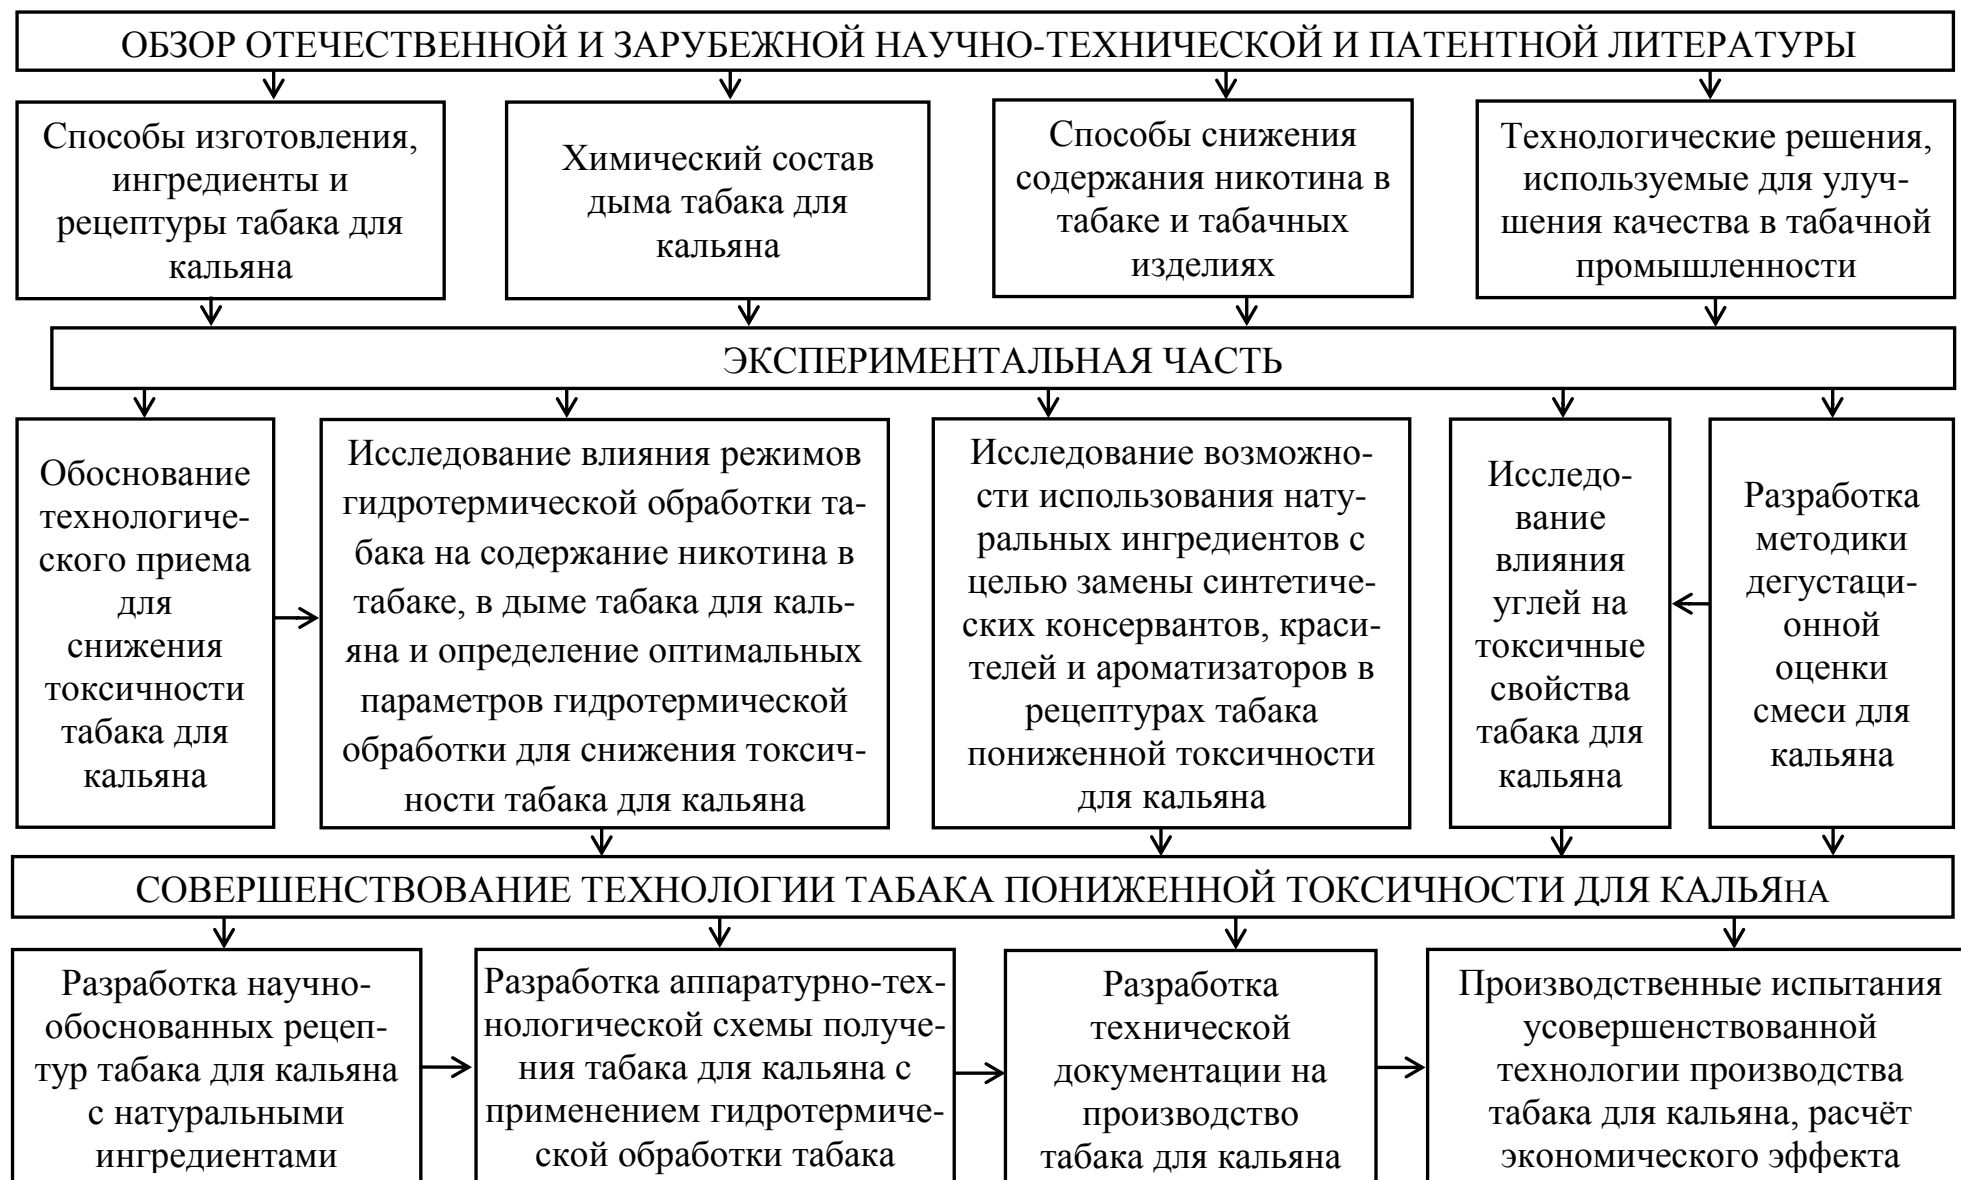 ОБЗОР ОТЕЧЕСТВЕННОЙ И ЗАРУБЕЖНОЙ НАУЧНО-ТЕХНИЧЕСКОЙ И ПАТЕНТНОЙ ЛИТЕРАТУРЫ
Способы изготовления,
ингредиенты и
рецептуры табака для
кальяна
Химический состав
дыма табака для
кальяна
Способы снижения
содержания никотина в
табаке и табачных
изделиях
Технологические решения,
используемые для улуч-
шения качества в табачной
промышленности
ЭКСПЕРИМЕНТАЛЬНАЯ ЧАСТЬ
Обоснование
технологиче-
ского приема
для
снижения
токсичности
табака для
кальяна
Исследование влияния режимов
гидротермической обработки та-
бака на содержание никотина в
табаке, в дыме табака для каль-
яна и определение оптимальных
параметров гидротермической
обработки для снижения токсич-
ности табака для кальяна
Исследование возможно-
сти использования нату-
ральных ингредиентов с
целью замены синтетиче-
ских консервантов, краси-
телей и ароматизаторов в
рецептурах табака
пониженной токсичности
для кальяна
Исследо-
вание
влияния
углей на
токсичные
свойства
табака для
кальяна
Разработка
методики
дегустаци-
онной
оценки
смеси для
кальяна
СОВЕРШЕНСТВОВАНИЕ ТЕХНОЛОГИИ ТАБАКА ПОНИЖЕННОЙ ТОКСИЧНОСТИ ДЛЯ КАЛЬЯНА
Разработка научно-
обоснованных рецеп-
тур табака для кальяна
с натуральными
ингредиентами
Разработка аппаратурно-тех-
нологической схемы получе-
ния табака для кальяна с
применением гидротермиче-
ской обработки табака
Разработка
технической
документации на
производство
табака для кальяна
Производственные испытания
усовершенствованной
технологии производства
табака для кальяна, расчёт
экономического эффекта